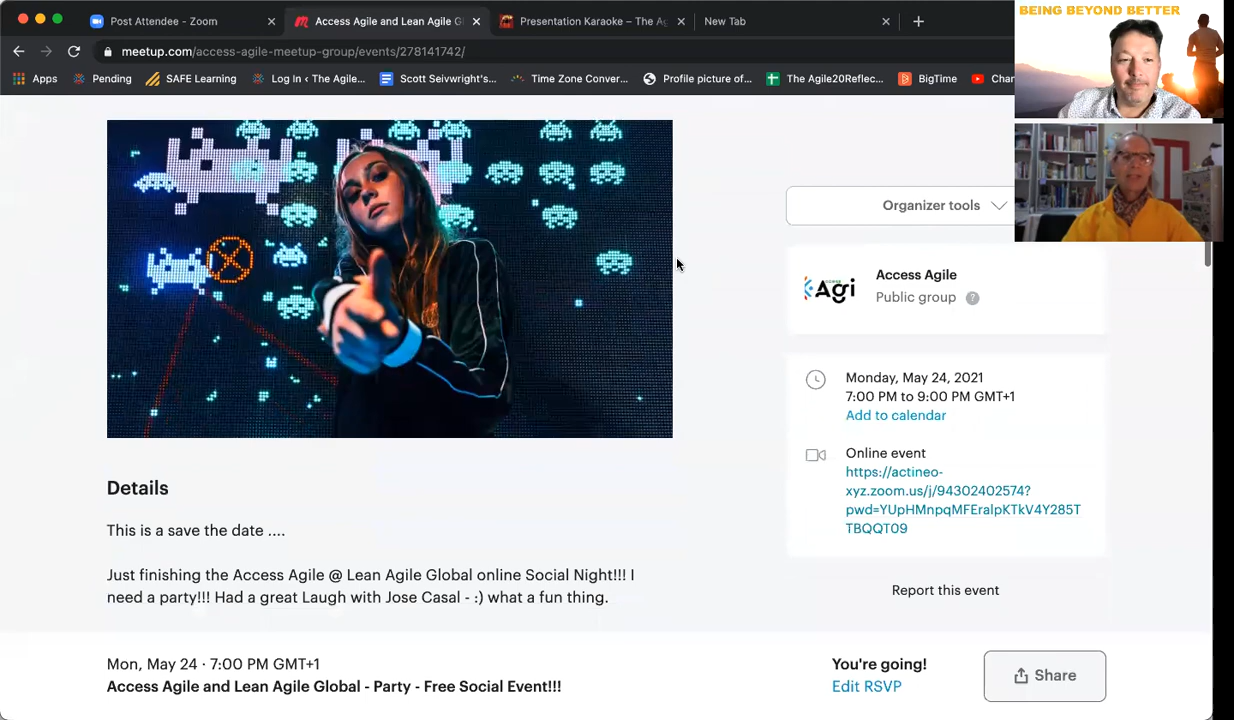 Post Attendee - Zoom
Access Agile and Lean Agile Gl
Presentation Karaoke – The Ag
New Tab
meetup.com/access-agile-meetup-group/events/278141742/
Apps
Pending
SAFE Learning
Log In ‹ The Agile...
Scott Seivwright's...
Time Zone Conver...
Profile picture of...
The Agile20Reflec...
BigTime
Chan
BEING BEYOND BETTER
Organizer tools
Agi
Access Agile
Public group ?
Monday, May 24, 2021
7:00 PM to 9:00 PM GMT+1
Add to calendar
Online event
https://actineo-
xyz.zoom.us/j/94302402574?
pwd=YUpHMnpqMFEralpKTkV4Y285T
TBQQT09
Report this event
Details
This is a save the date ....
Just finishing the Access Agile @ Lean Agile Global online Social Night!!! I
need a party!!! Had a great Laugh with Jose Casal - :) what a fun thing.
Mon, May 24 · 7:00 PM GMT+1
Access Agile and Lean Agile Global - Party - Free Social Event!!!
You're going!
Edit RSVP
Share